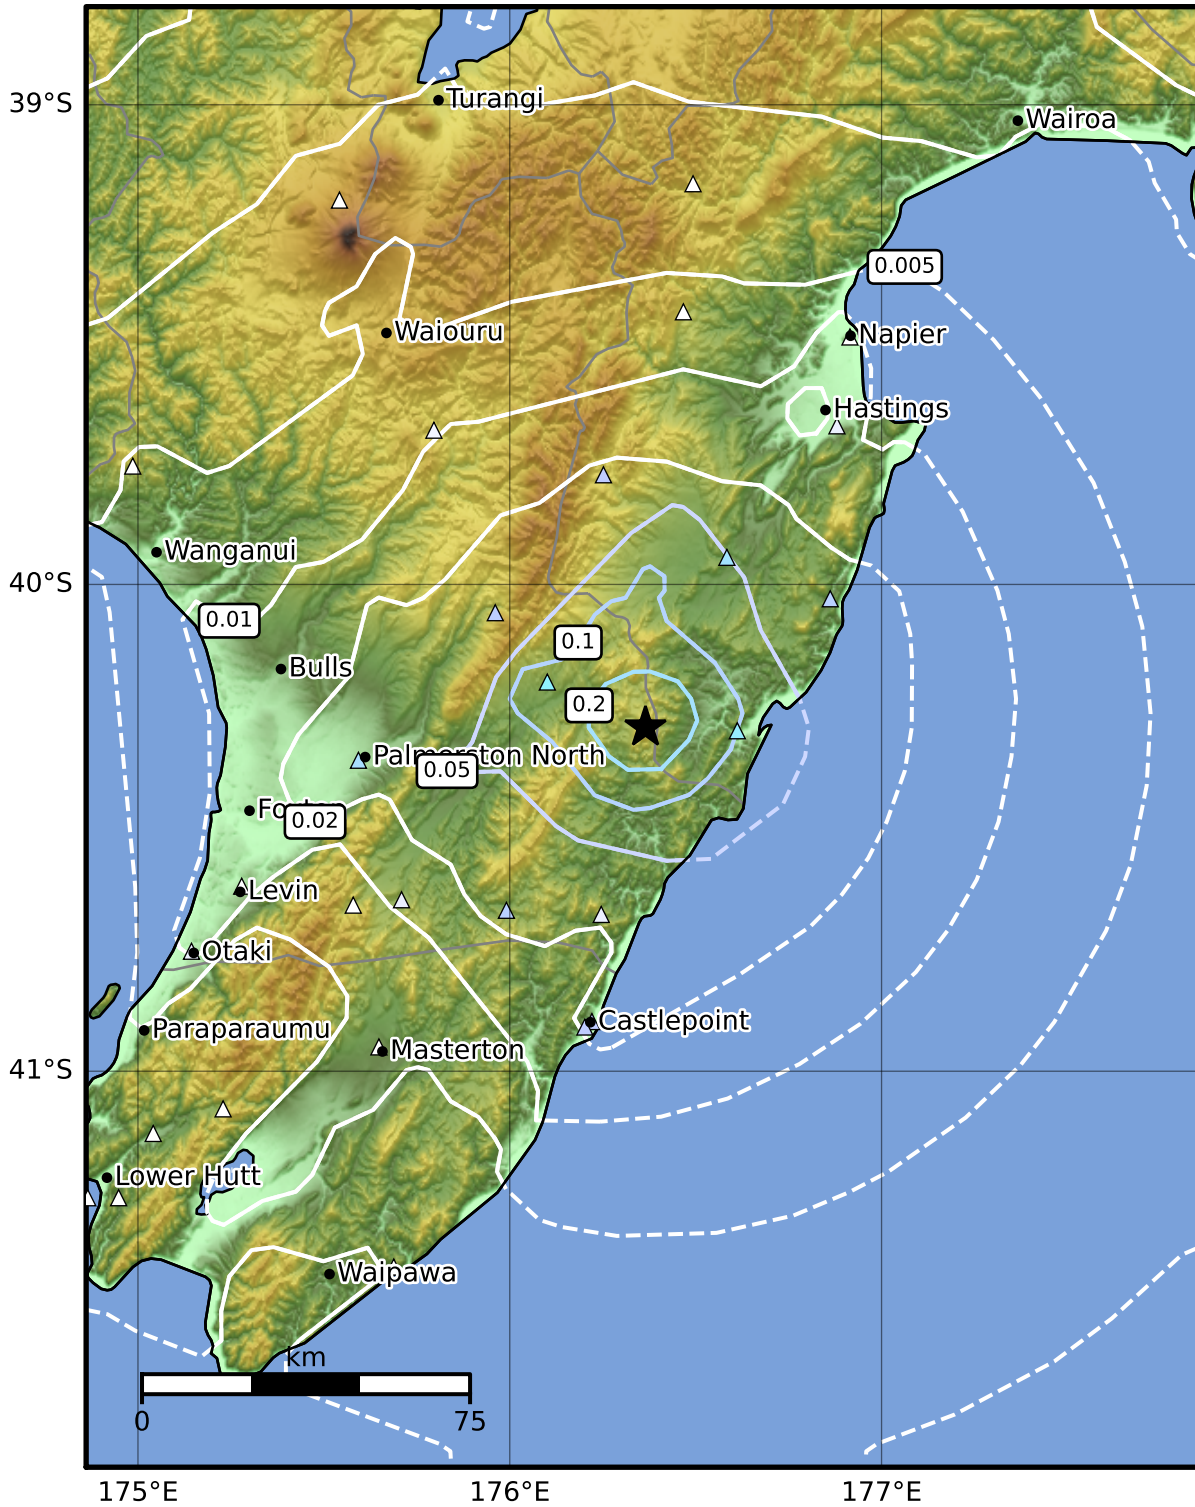 39°S
Turangi
Wairoa
0.005
Waiouru
Napier
Hastings
Wanganui
40°S
0.01
0.1
Bulls
0.2
Palmerston North
0.05
Foxton
0.02
Levin
Otaki
Castlepoint
Paraparaumu
Masterton
41°S
Lower Hutt
Waipawa
km
0
75
175°E
176°E
177°E